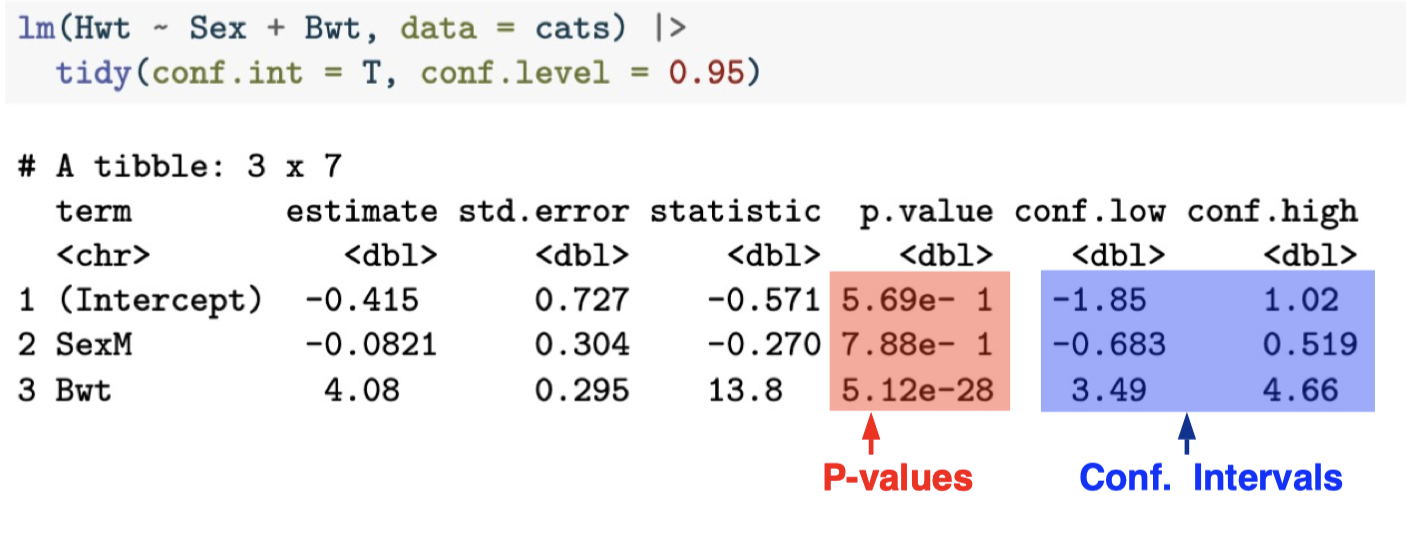 lm(Hwt ~ Sex + Bwt, data = cats) |>
  tidy(conf.int = T, conf.level = 0.95)
# A tibble: 3 x 7
  term        estimate std.error statistic  p.value conf.low conf.high
  <chr>          <dbl>     <dbl>     <dbl>    <dbl>    <dbl>     <dbl>
1 (Intercept)  -0.415      0.727    -0.571 5.69e- 1   -1.85      1.02
2 SexM         -0.0821     0.304    -0.270 7.88e- 1   -0.683     0.519
3 Bwt           4.08       0.295    13.8   5.12e-28    3.49      4.66
P-values Conf. Intervals